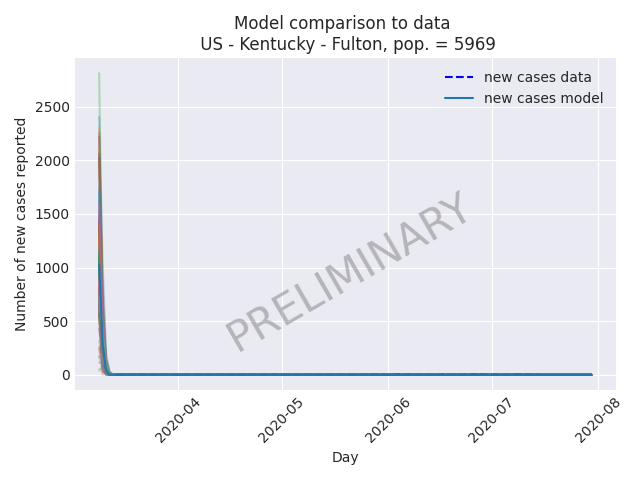 Model comparison to data
US - Kentucky - Fulton, pop. = 5969
new cases data
new cases model
Number of new cases reported
2500
2000
1500
1000
500
0
PRELIMINARY
2020-04
2020-05
2020-06
2020-07
2020-08
Day